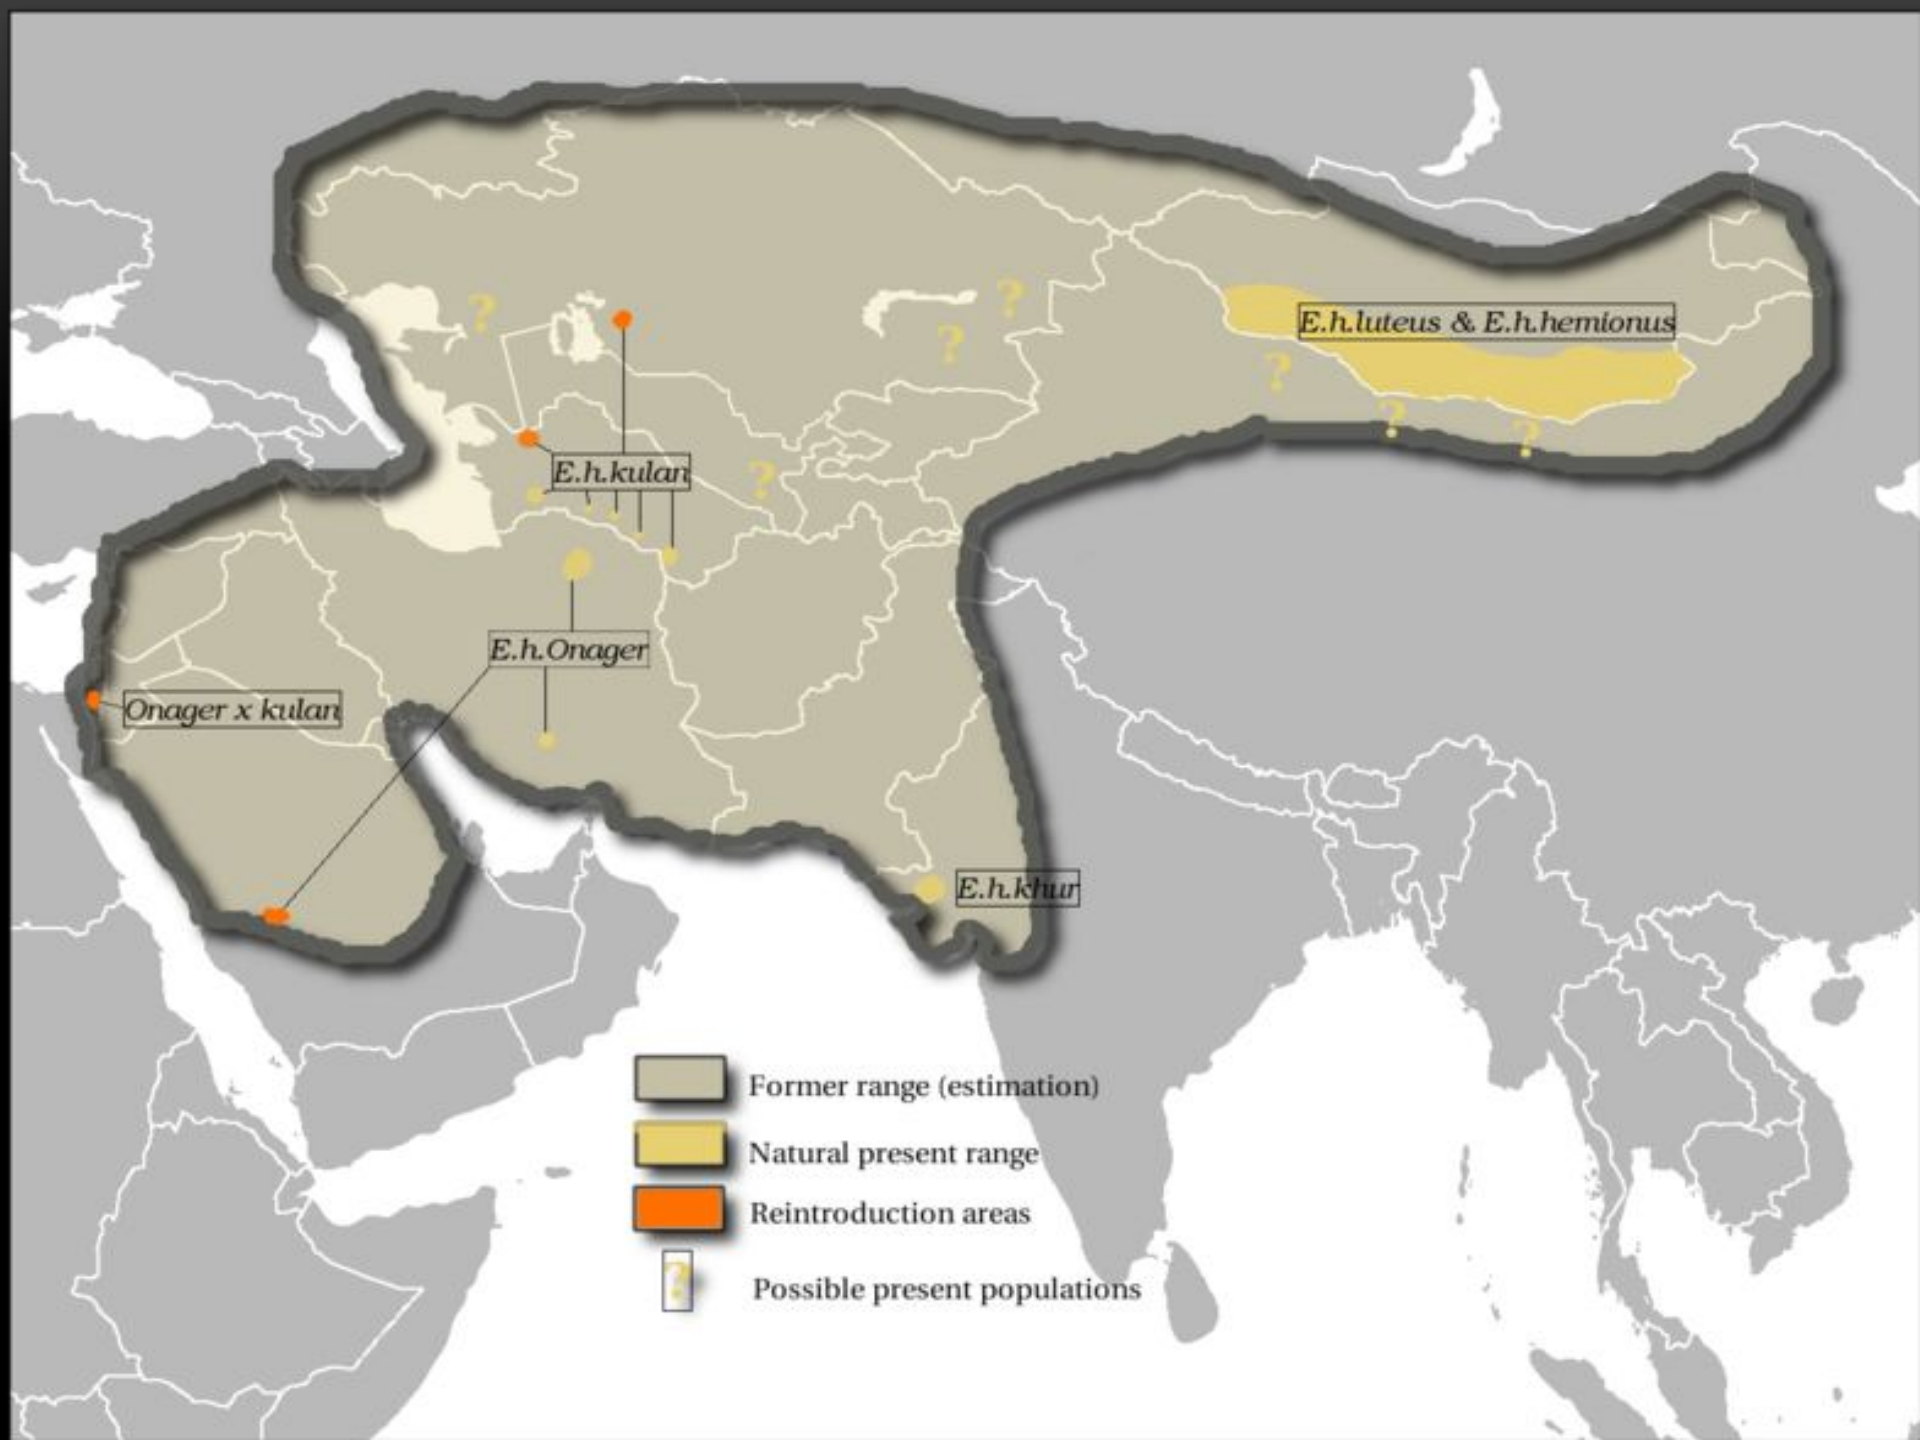 ?
?
?
E.h.luteus & E.h.hemionus
?
?
?
E.h.kulan
?
E.h.Onager
Onager x kulan
E.h.khur
Former range (estimation)
Natural present range
Reintroduction areas
? Possible present populations